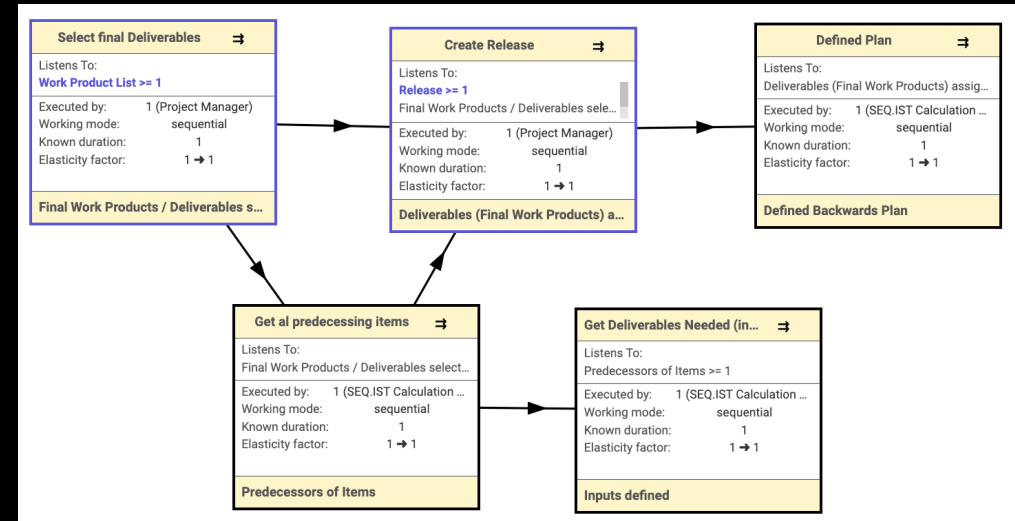 Select final Deliverables
Listens To:
Work Product List >= 1
Executed by: 1 (Project Manager)
Working mode: sequential
Known duration: 1
Elasticity factor: 1 ➔ 1
Final Work Products / Deliverables s...
Create Release
Listens To:
Release >= 1
Final Work Products / Deliverables sele...
Executed by: 1 (Project Manager)
Working mode: sequential
Known duration: 1
Elasticity factor: 1 ➔ 1
Deliverables (Final Work Products) a...
Defined Plan
Listens To:
Deliverables (Final Work Products) assig...
Executed by: 1 (SEQ.IST Calculation ...
Working mode: sequential
Known duration: 1
Elasticity factor: 1 ➔ 1
Defined Backwards Plan
Get al predecessing items
Listens To:
Final Work Products / Deliverables select...
Executed by: 1 (SEQ.IST Calculation ...
Working mode: sequential
Known duration: 1
Elasticity factor: 1 ➔ 1
Predecessors of Items
Get Deliverables Needed (in...
Listens To:
Predecessors of Items >= 1
Executed by: 1 (SEQ.IST Calculation ...
Working mode: sequential
Known duration: 1
Elasticity factor: 1 ➔ 1
Inputs defined